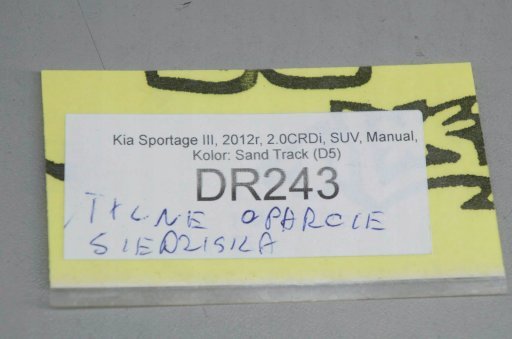 Kia Sportage III, 2012r, 2.0CRDi, SUV, Manual,
Kolor: Sand Track (D5)
DR243
TYLNE OPARCIE
SIEDZISKA